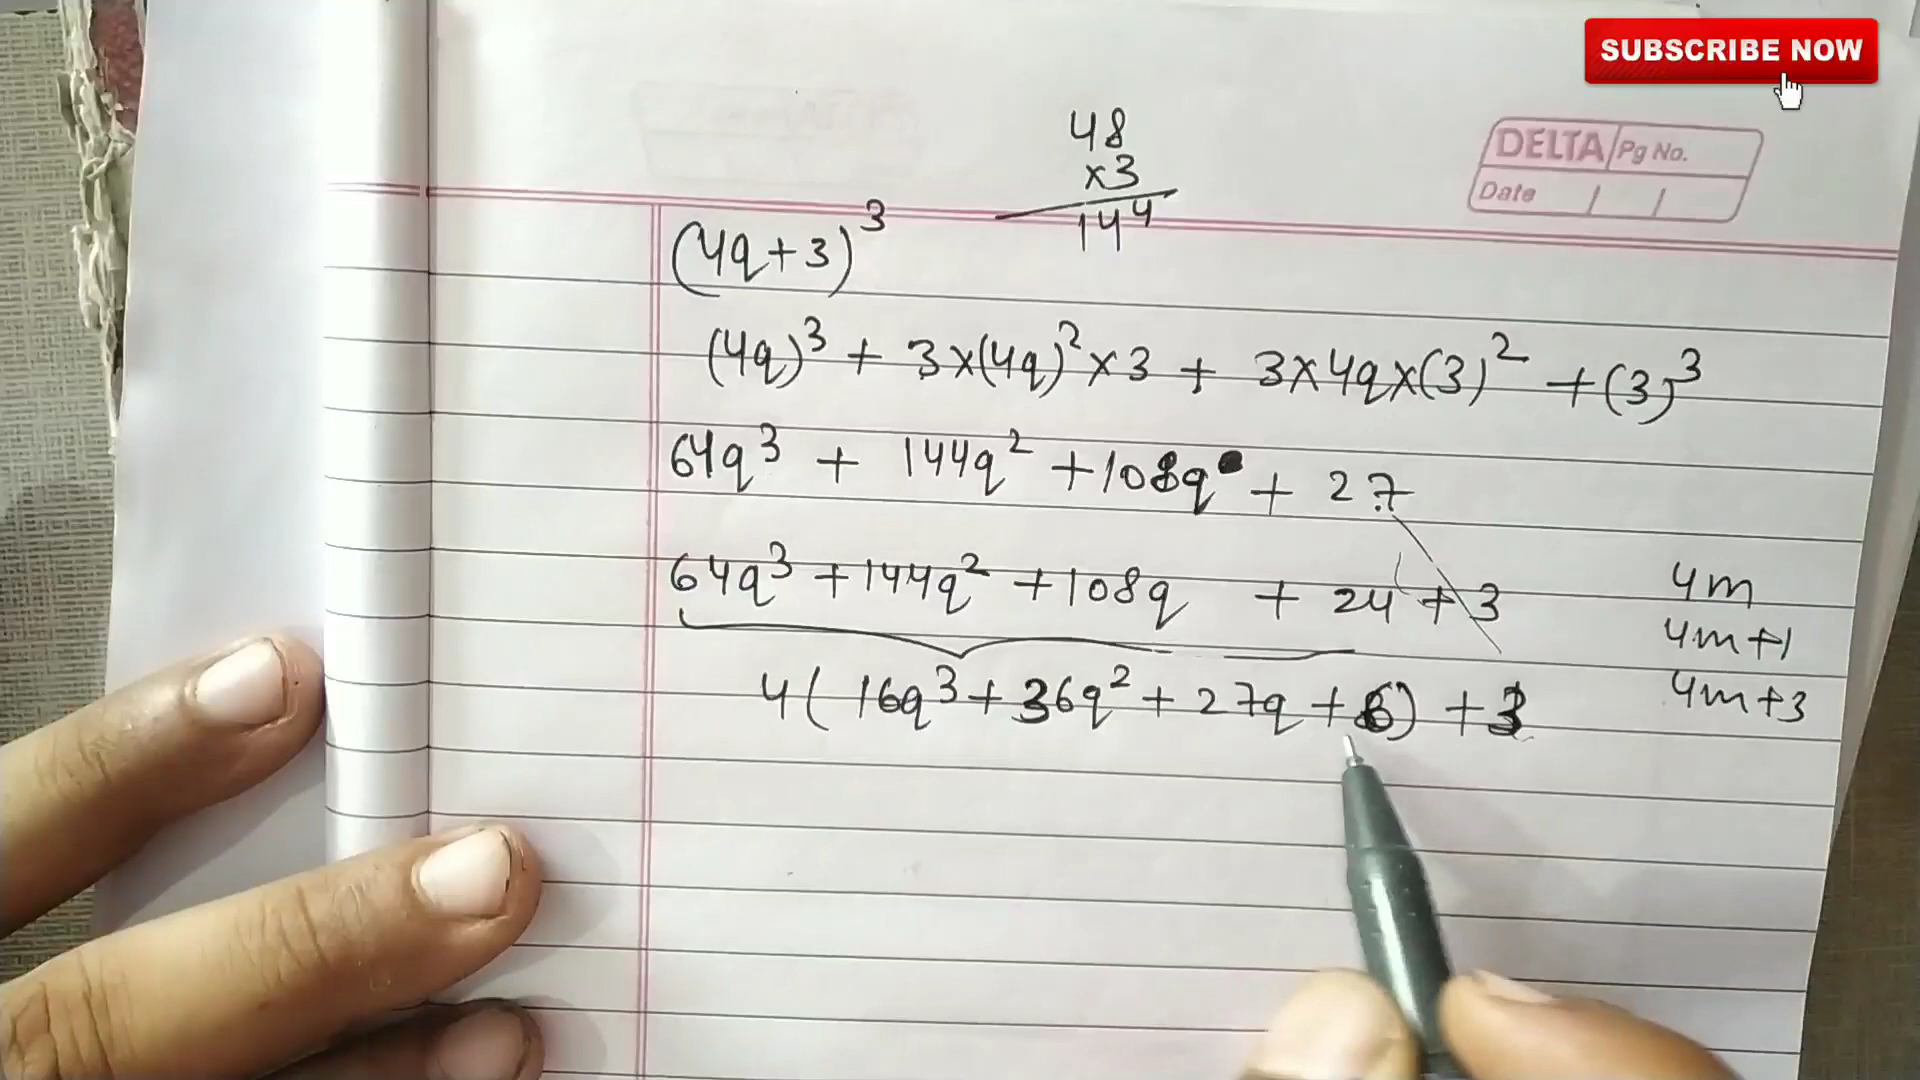 SUBSCRIBE NOW
DELTA Pg No.
Date / /
48
x3
144
(4q+3)³
(4q)³ + 3x(4q)²x3 + 3x4qx(3)² + (3)³
64q³ + 144q² + 108q + 27
64q³ + 144q² + 108q + 24 + 3
4(16q³ + 36q² + 27q + 6) + 3
4m
4m+1
4m+3